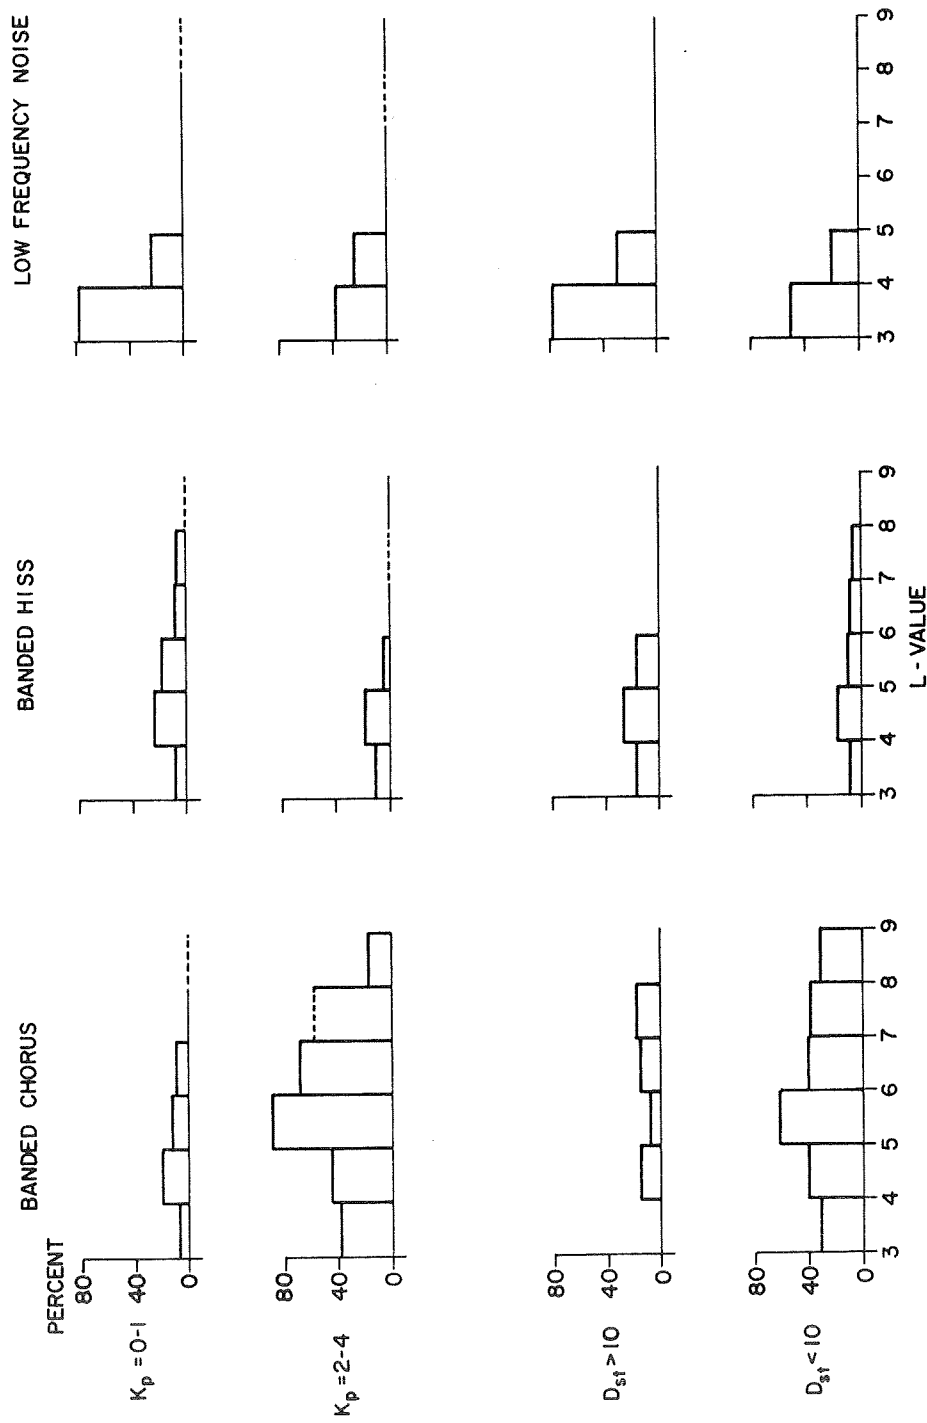 BANDED CHORUS BANDED HISS LOW FREQUENCY NOISE
PERCENT
80
Kp = 0-1 40
0
80
Kp = 2-4 40
0
80
Dst > 10 40
0
80
Dst < 10 40
0
3 4 5 6 7 8 9 3 4 5 6 7 8 9 3 4 5 6 7 8 9
L - VALUE